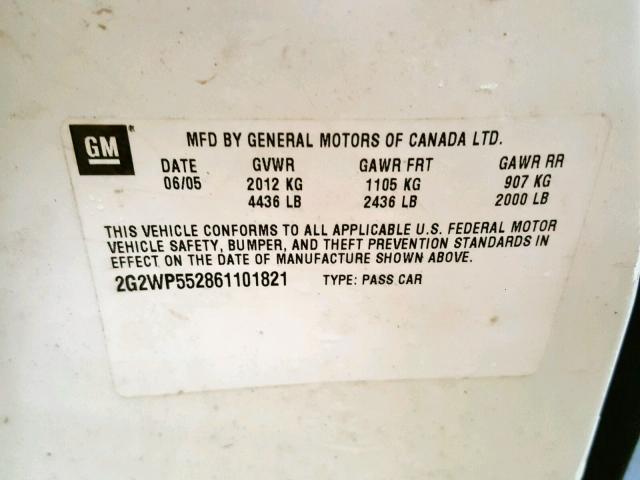 GM ® MFD BY GENERAL MOTORS OF CANADA LTD.
DATE GVWR GAWR FRT GAWR RR
06/05 2012 KG 1105 KG 907 KG
4436 LB 2436 LB 2000 LB
THIS VEHICLE CONFORMS TO ALL APPLICABLE U.S. FEDERAL MOTOR
VEHICLE SAFETY, BUMPER, AND THEFT PREVENTION STANDARDS IN
EFFECT ON THE DATE OF MANUFACTURE SHOWN ABOVE.
2G2WP552861101821 TYPE: PASS CAR